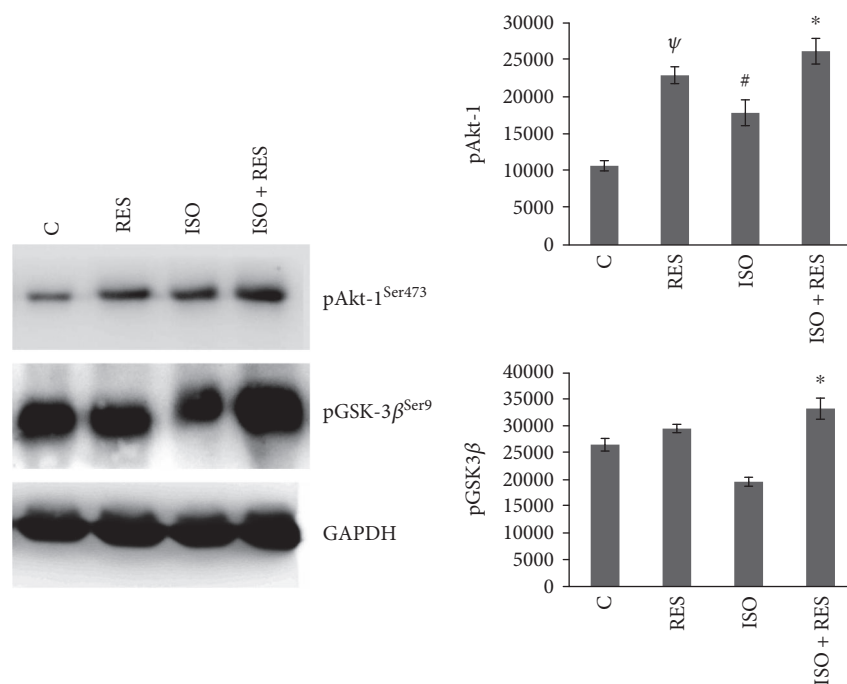 C RES ISO ISO + RES
pAkt-1Ser473
pGSK-3βSer9
GAPDH
pAkt-1
30000
25000
20000
15000
10000
5000
0
ψ
#
*
C RES ISO ISO + RES
pGSK3β
40000
35000
30000
25000
20000
15000
10000
5000
0
*
C RES ISO ISO + RES